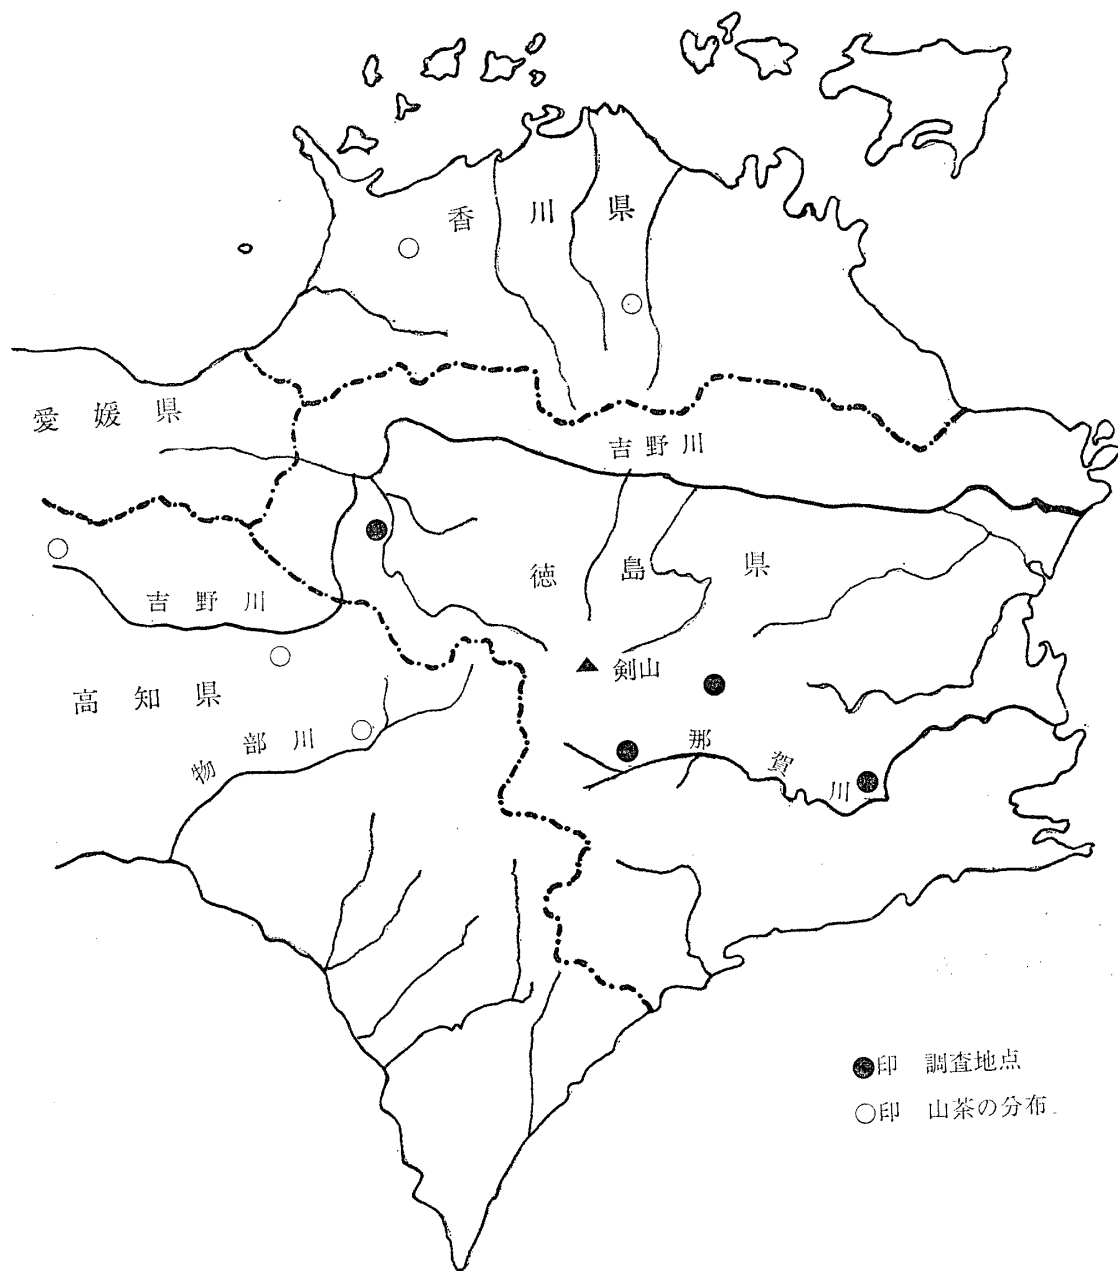 香川県
愛媛県
吉野川
徳島県
吉野川
剣山
高知県
那賀川
物部川
●印 調査地点
○印 山茶の分布